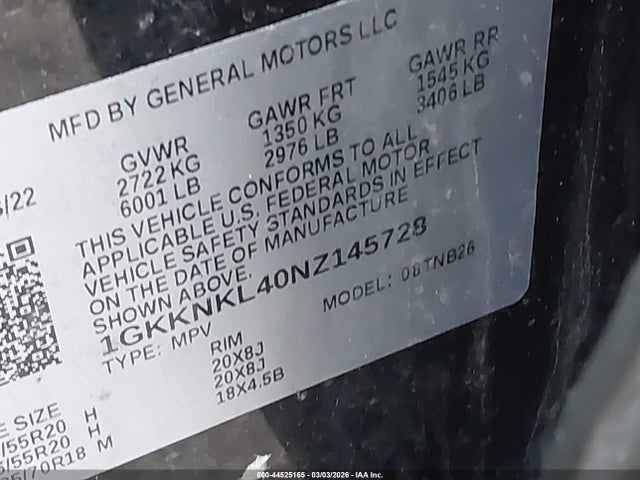 MFD BY GENERAL MOTORS LLC
/22
GVWR GAWR FRT GAWR RR
2722 KG 1350 KG 1545 KG
6001 LB 2976 LB 3406 LB
THIS VEHICLE CONFORMS TO ALL
APPLICABLE U.S. FEDERAL MOTOR
VEHICLE SAFETY STANDARDS IN EFFECT
ON THE DATE OF MANUFACTURE
SHOWN ABOVE.
1GKKNKL40NZ145728
TYPE: MPV MODEL: 08TNB26
SIZE RIM
/55R20 H 20X8J
/55R20 H 20X8J
/70R18 M 18X4.5B
000-44525165 - 03/03/2026 - IAA Inc.